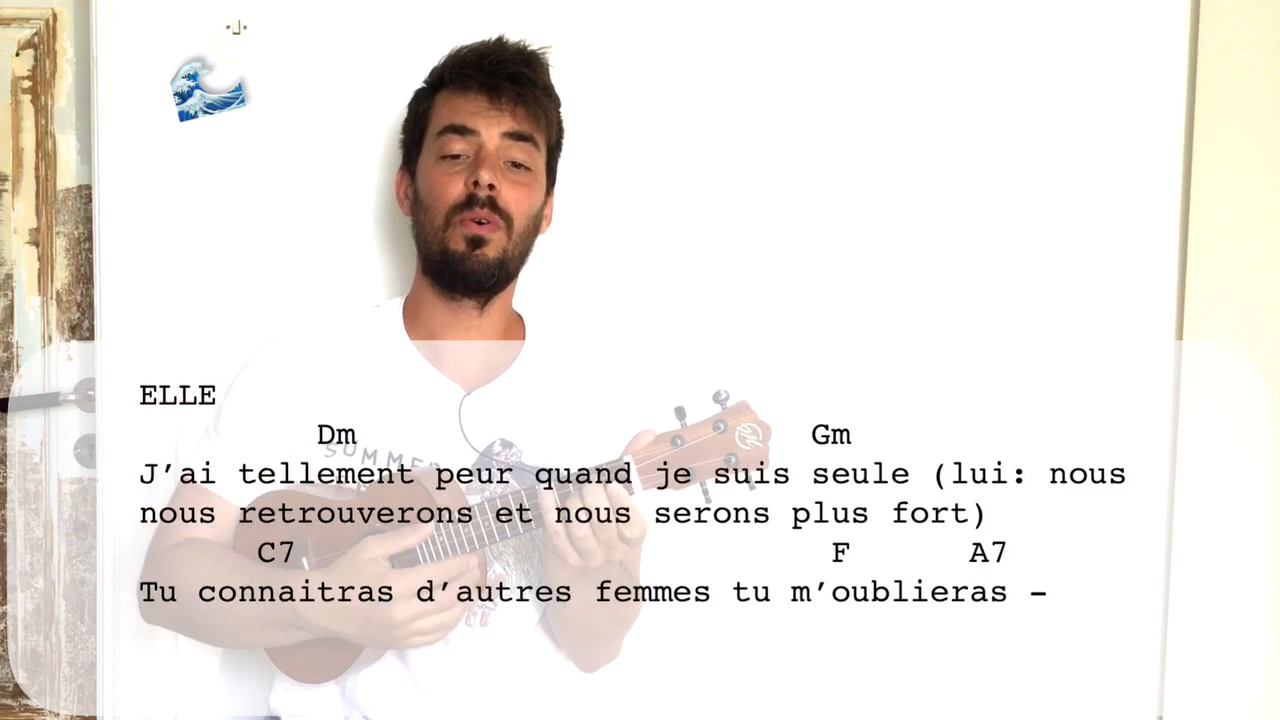 ELLE
Dm Gm
J’ai tellement peur quand je suis seule (lui: nous
nous retrouverons et nous serons plus fort)
C7 F A7
Tu connaitras d’autres femmes tu m’oublieras –
SUMME